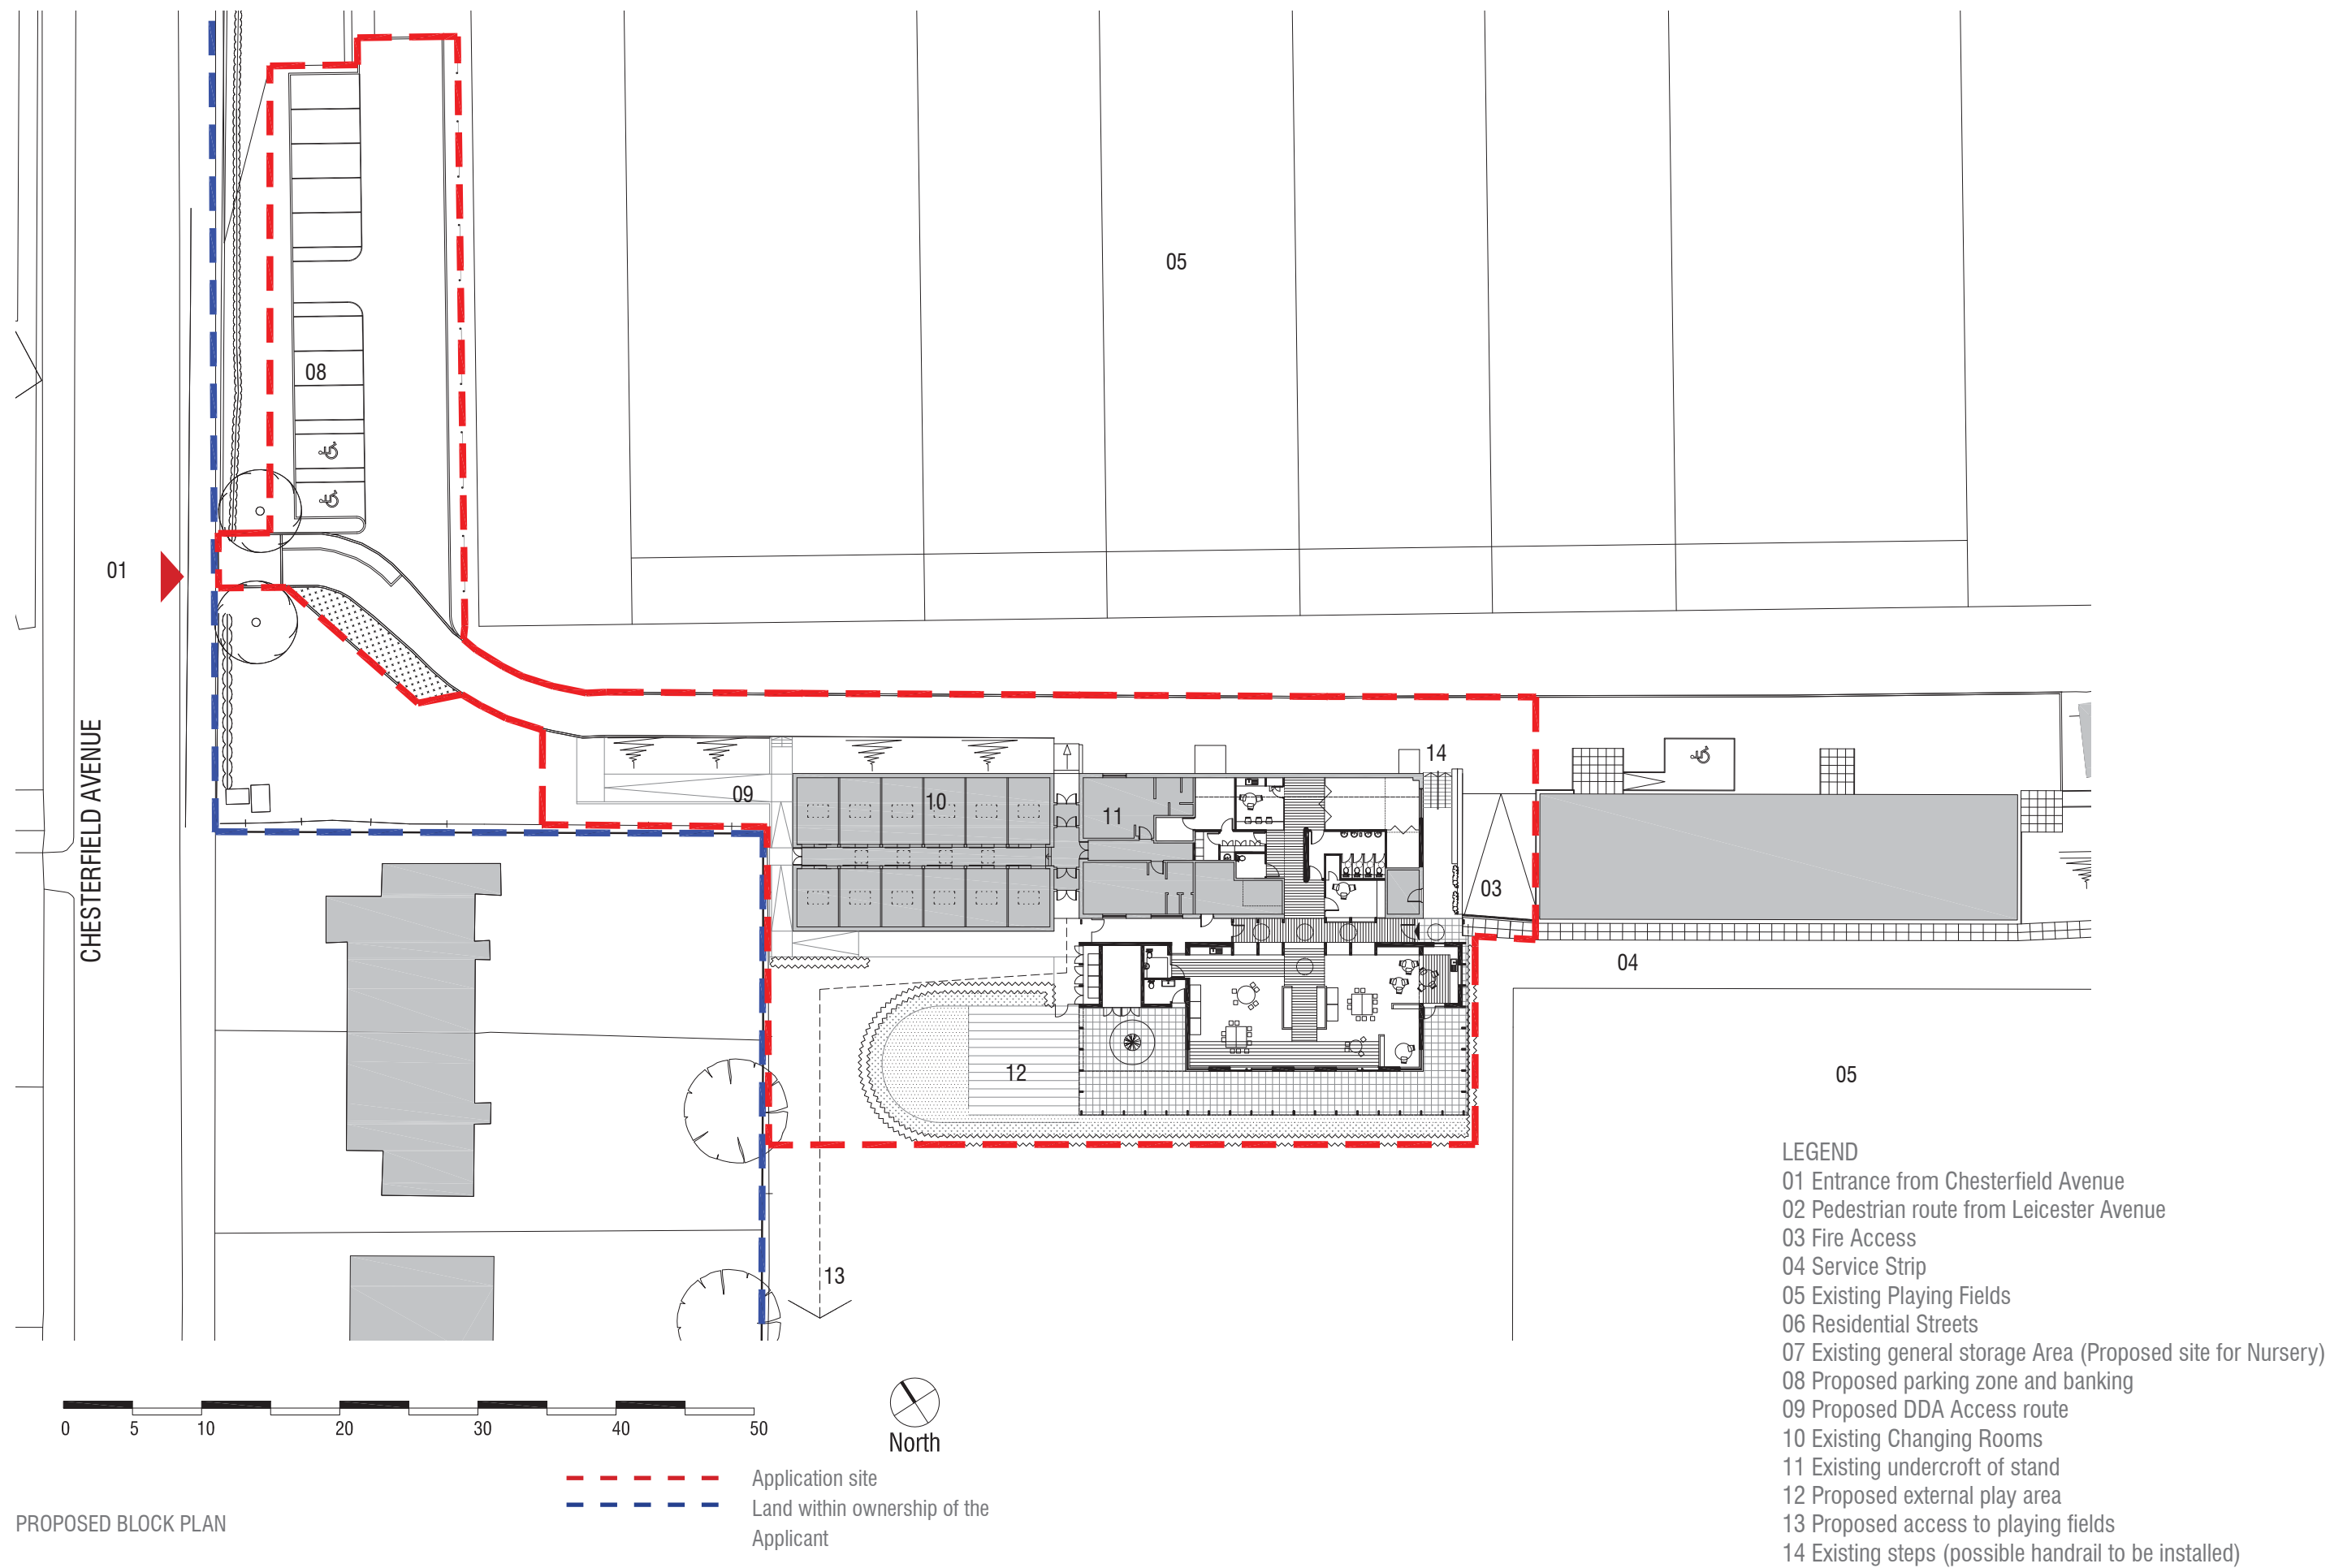 05
08
01
CHESTERFIELD AVENUE
14
09
10
11
03
04
12
05
13
LEGEND
01 Entrance from Chesterfield Avenue
02 Pedestrian route from Leicester Avenue
03 Fire Access
04 Service Strip
05 Existing Playing Fields
06 Residential Streets
07 Existing general storage Area (Proposed site for Nursery)
08 Proposed parking zone and banking
09 Proposed DDA Access route
10 Existing Changing Rooms
11 Existing undercroft of stand
12 Proposed external play area
13 Proposed access to playing fields
14 Existing steps (possible handrail to be installed)
0 5 10 20 30 40 50
North
Application site
Land within ownership of the
Applicant
PROPOSED BLOCK PLAN